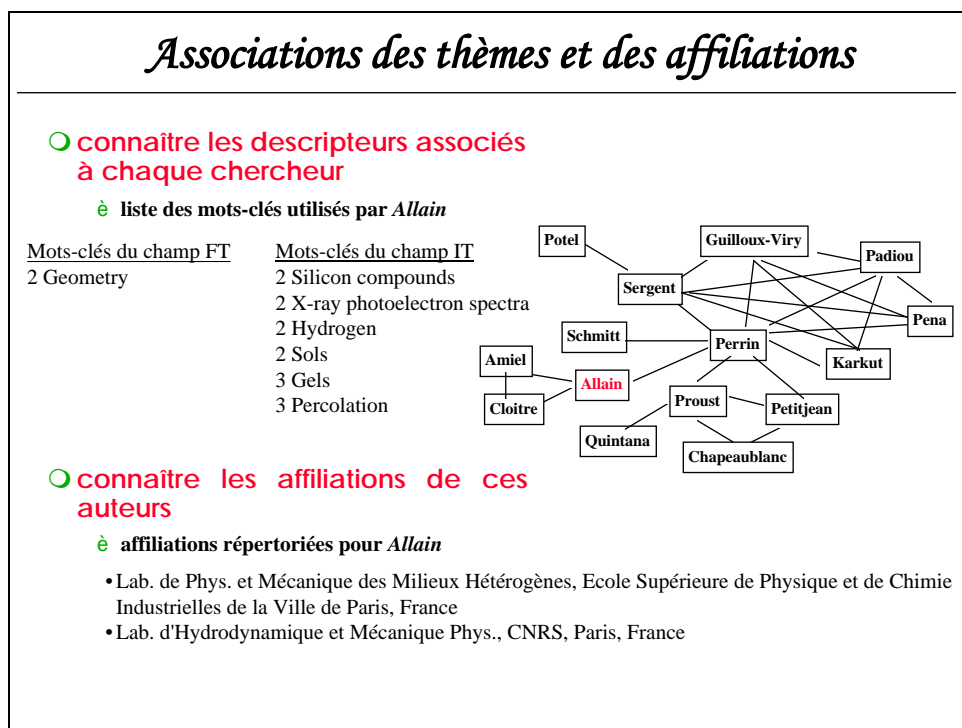 Associations des thèmes et des affiliations
connaître les descripteurs associés
à chaque chercheur
è liste des mots-clés utilisés par Allain
Mots-clés du champ FT
2 Geometry
Mots-clés du champ IT
2 Silicon compounds
2 X-ray photoelectron spectra
2 Hydrogen
2 Sols
3 Gels
3 Percolation
Potel
Guilloux-Viry
Padiou
Sergent
Pena
Schmitt
Perrin
Karkut
Amiel
Allain
Cloitre
Proust
Petitjean
Quintana
Chapeaublanc
connaître les affiliations de ces
auteurs
è affiliations répertoriées pour Allain
•Lab. de Phys. et Mécanique des Milieux Hétérogènes, Ecole Supérieure de Physique et de Chimie
Industrielles de la Ville de Paris, France
•Lab. d'Hydrodynamique et Mécanique Phys., CNRS, Paris, France